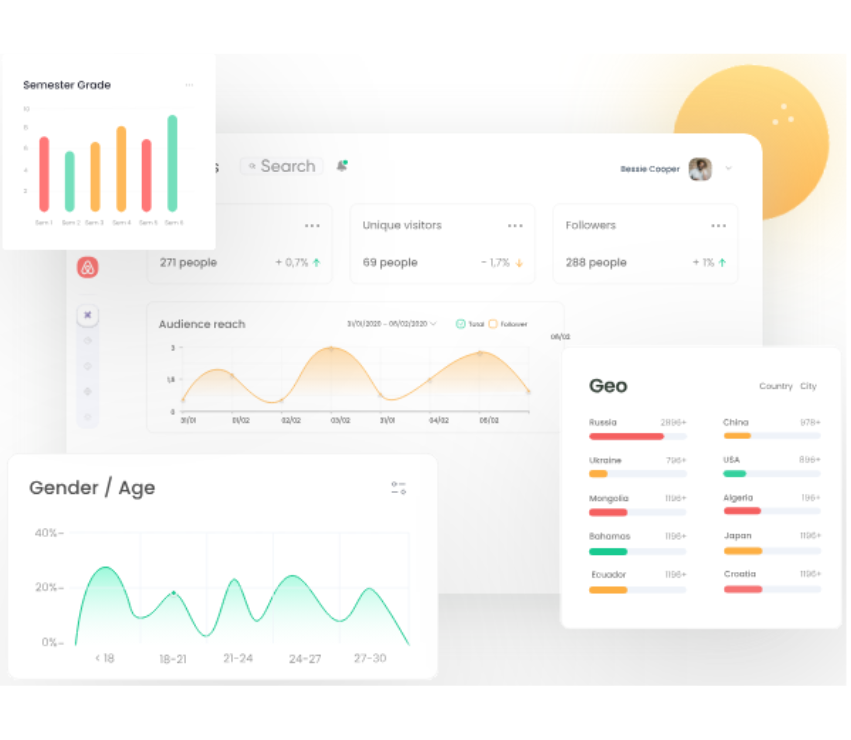 Semester Grade
10
8
6
4
2
Sem 1 Sem 2 Sem 3 Sem 4 Sem 5 Sem 6
s
Search
Bessie Cooper
271 people
+ 0,7%
Unique visitors
69 people
- 1,7%
Followers
288 people
+ 1%
Audience reach
31/01/2020 - 06/02/2020
Total
Follower
06/02
3
1,5
0
31/01 01/02 02/02 03/02 31/01 04/02 05/02
Geo
Country City
Russia 2896+
China 978+
Ukraine 796+
USA 896+
Mongolia 1196+
Algeria 196+
Bahamas 1196+
Japan 1196+
Ecuador 1196+
Croatia 1196+
Gender / Age
40%-
20%-
0%-
< 18 18-21 21-24 24-27 27-30